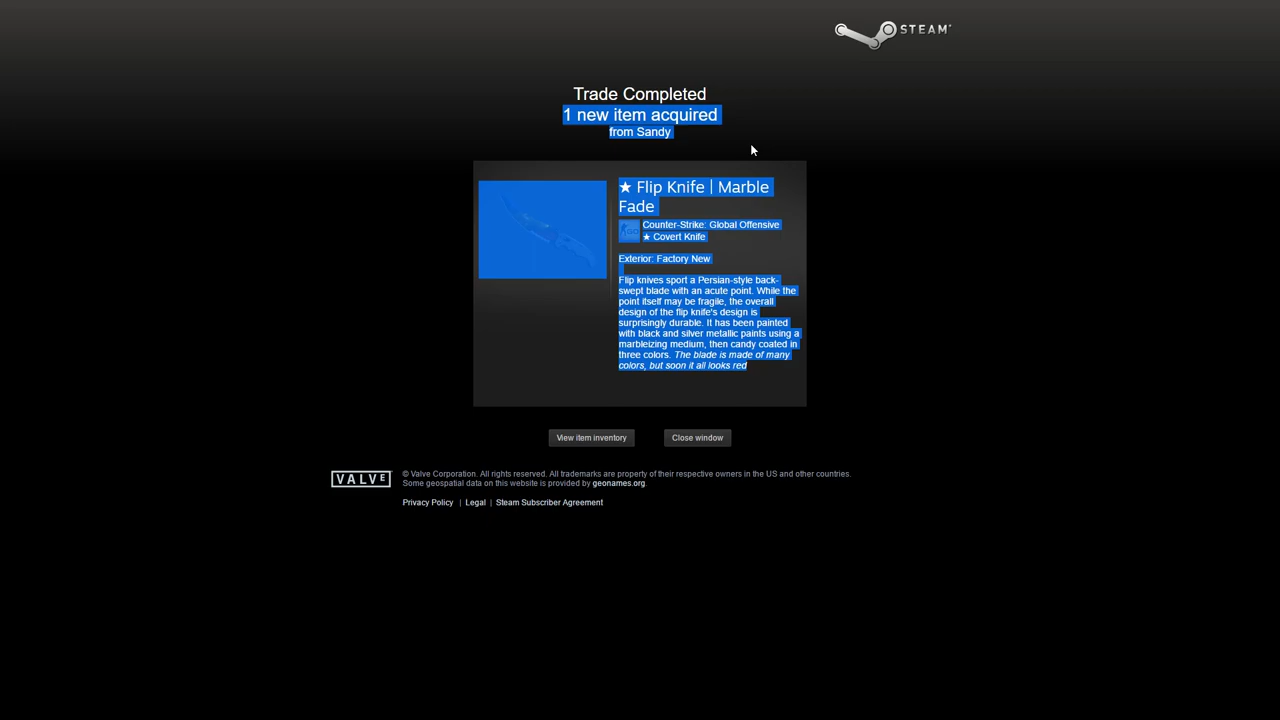 STEAM
Trade Completed
1 new item acquired
from Sandy
★ Flip Knife | Marble
Fade
Counter-Strike: Global Offensive
★ Covert Knife
Exterior: Factory New
Flip knives sport a Persian-style back-
swept blade with an acute point. While the
point itself may be fragile, the overall
design of the flip knife's design is
surprisingly durable. It has been painted
with black and silver metallic paints using a
marbleizing medium, then candy coated in
three colors. The blade is made of many
colors, but soon it all looks red
View item inventory
Close window
VALVE
© Valve Corporation. All rights reserved. All trademarks are property of their respective owners in the US and other countries.
Some geospatial data on this website is provided by geonames.org.
Privacy Policy | Legal | Steam Subscriber Agreement